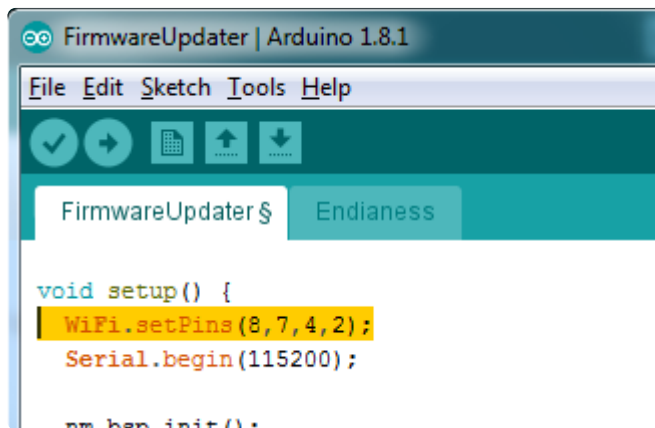 FirmwareUpdater | Arduino 1.8.1
File Edit Sketch Tools Help
FirmwareUpdater § Endianess
void setup() {
WiFi.setPins(8,7,4,2);
Serial.begin(115200);
nm_bsp_init();